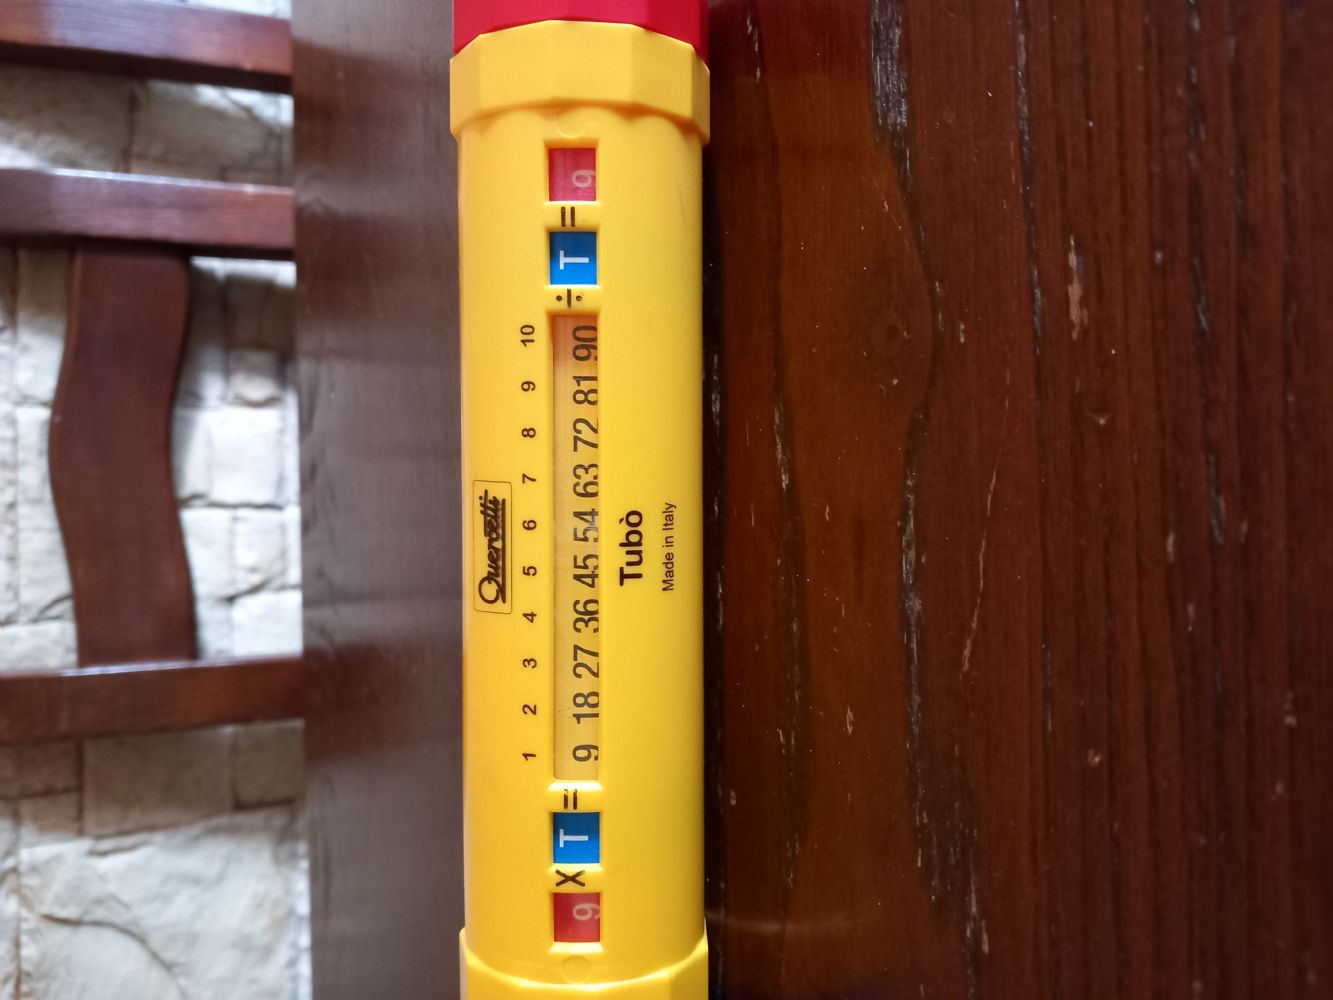 Quercetti
1 2 3 4 5 6 7 8 9 10
9 X T = 9 18 27 36 45 54 63 72 81 90 ÷ T = 9
Tubò
Made in Italy